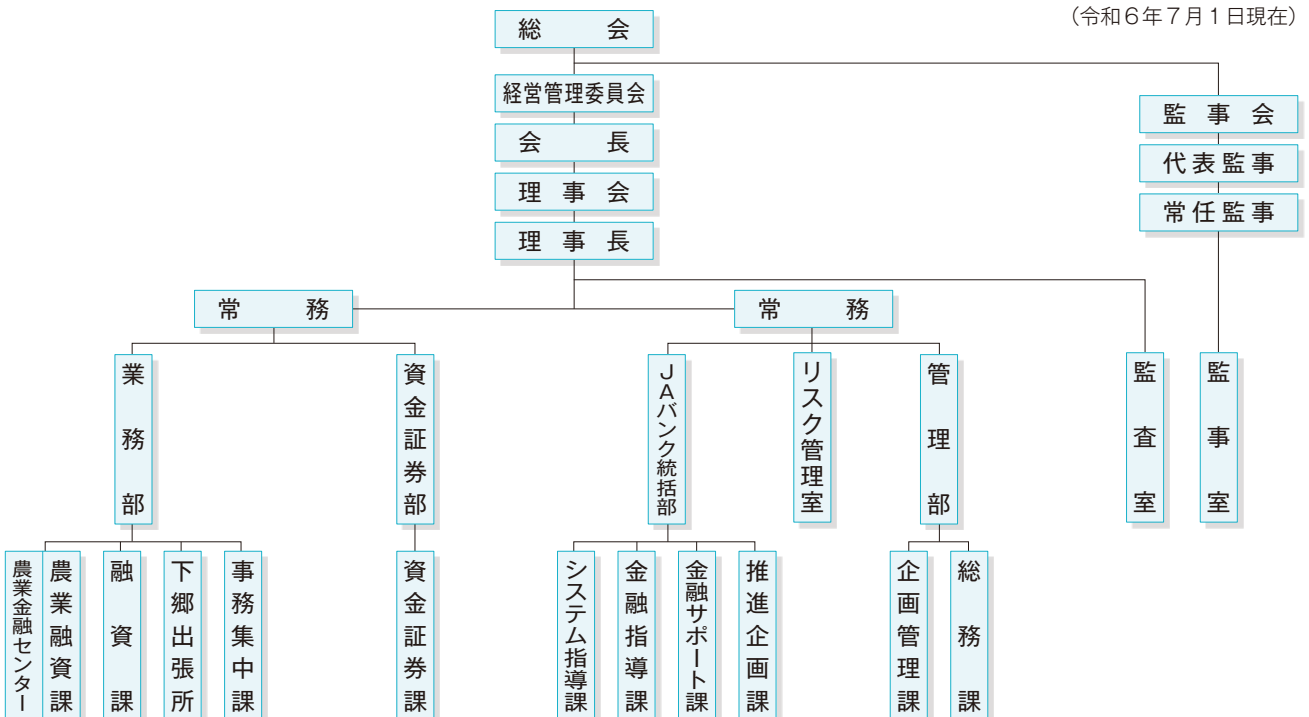 （令和６年７月１日現在）
総会
経営管理委員会
会長
理事会
理事長
監事会
代表監事
常任監事
常務
常務
業務部
資金証券部
ＪＡバンク統括部
リスク管理室
管理部
監査室
監事室
農業金融センター
農業融資課
融資課
下郷出張所
事務集中課
資金証券課
システム指導課
金融指導課
金融サポート課
推進企画課
企画管理課
総務課